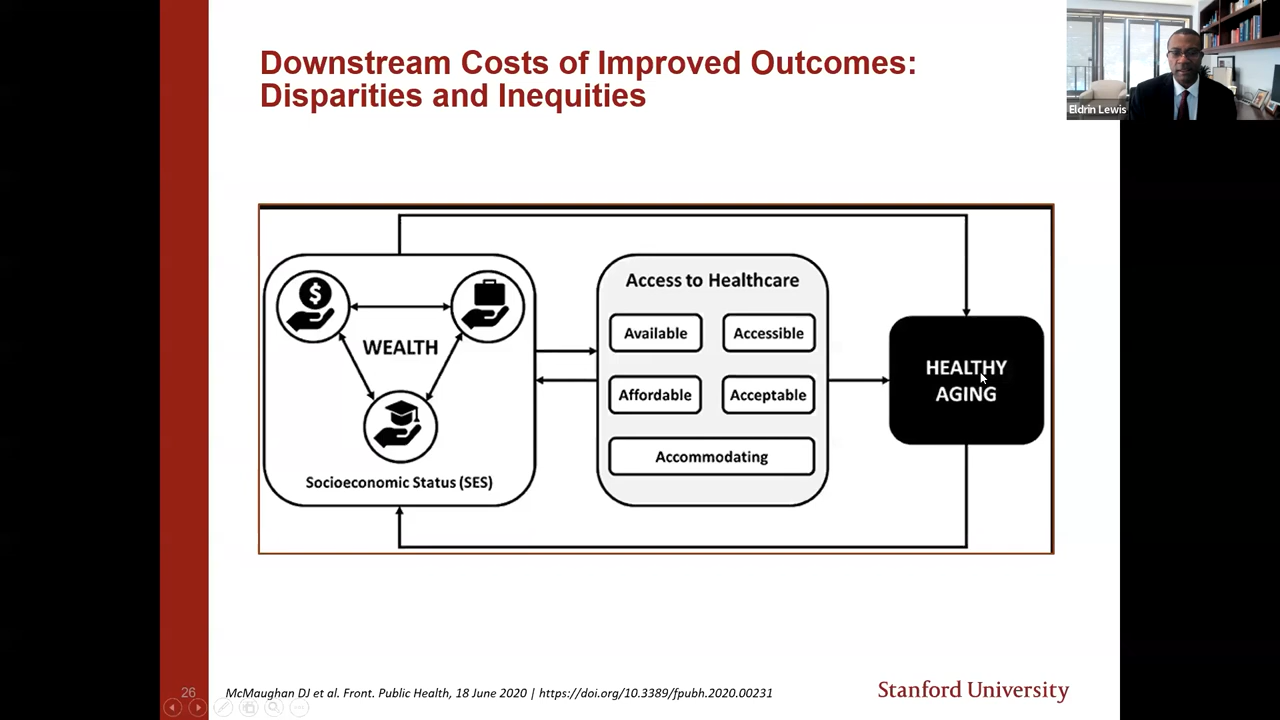 Downstream Costs of Improved Outcomes:
Disparities and Inequities
Eldrin Lewis
$
WEALTH
Socioeconomic Status (SES)
Access to Healthcare
Available
Accessible
Affordable
Acceptable
Accommodating
HEALTHY
AGING
26
McMaughan DJ et al. Front. Public Health, 18 June 2020 | https://doi.org/10.3389/fpubh.2020.00231
Stanford University